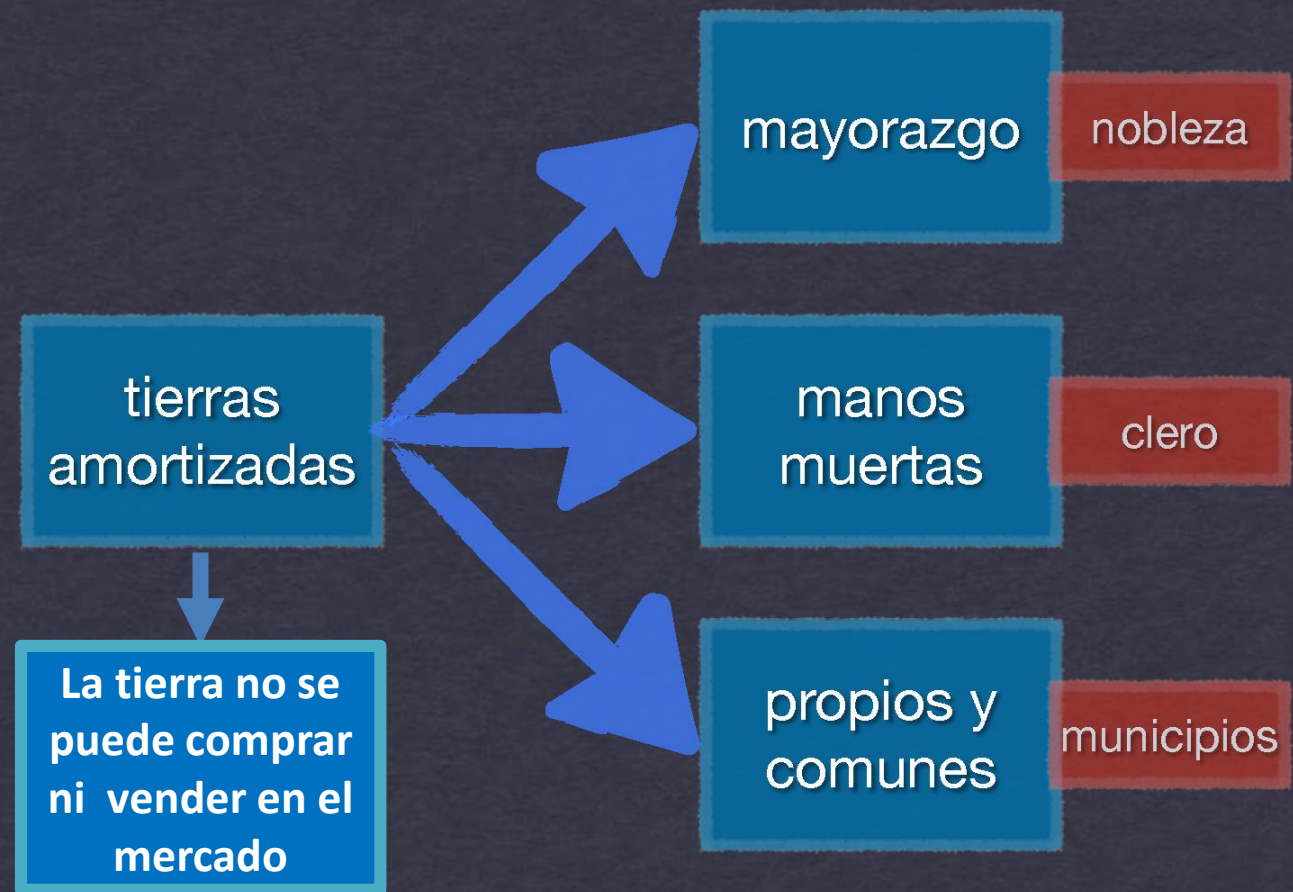 mayorazgo
nobleza
tierras
amortizadas
manos
muertas
clero
La tierra no se
puede comprar
ni vender en el
mercado
propios y
comunes
municipios